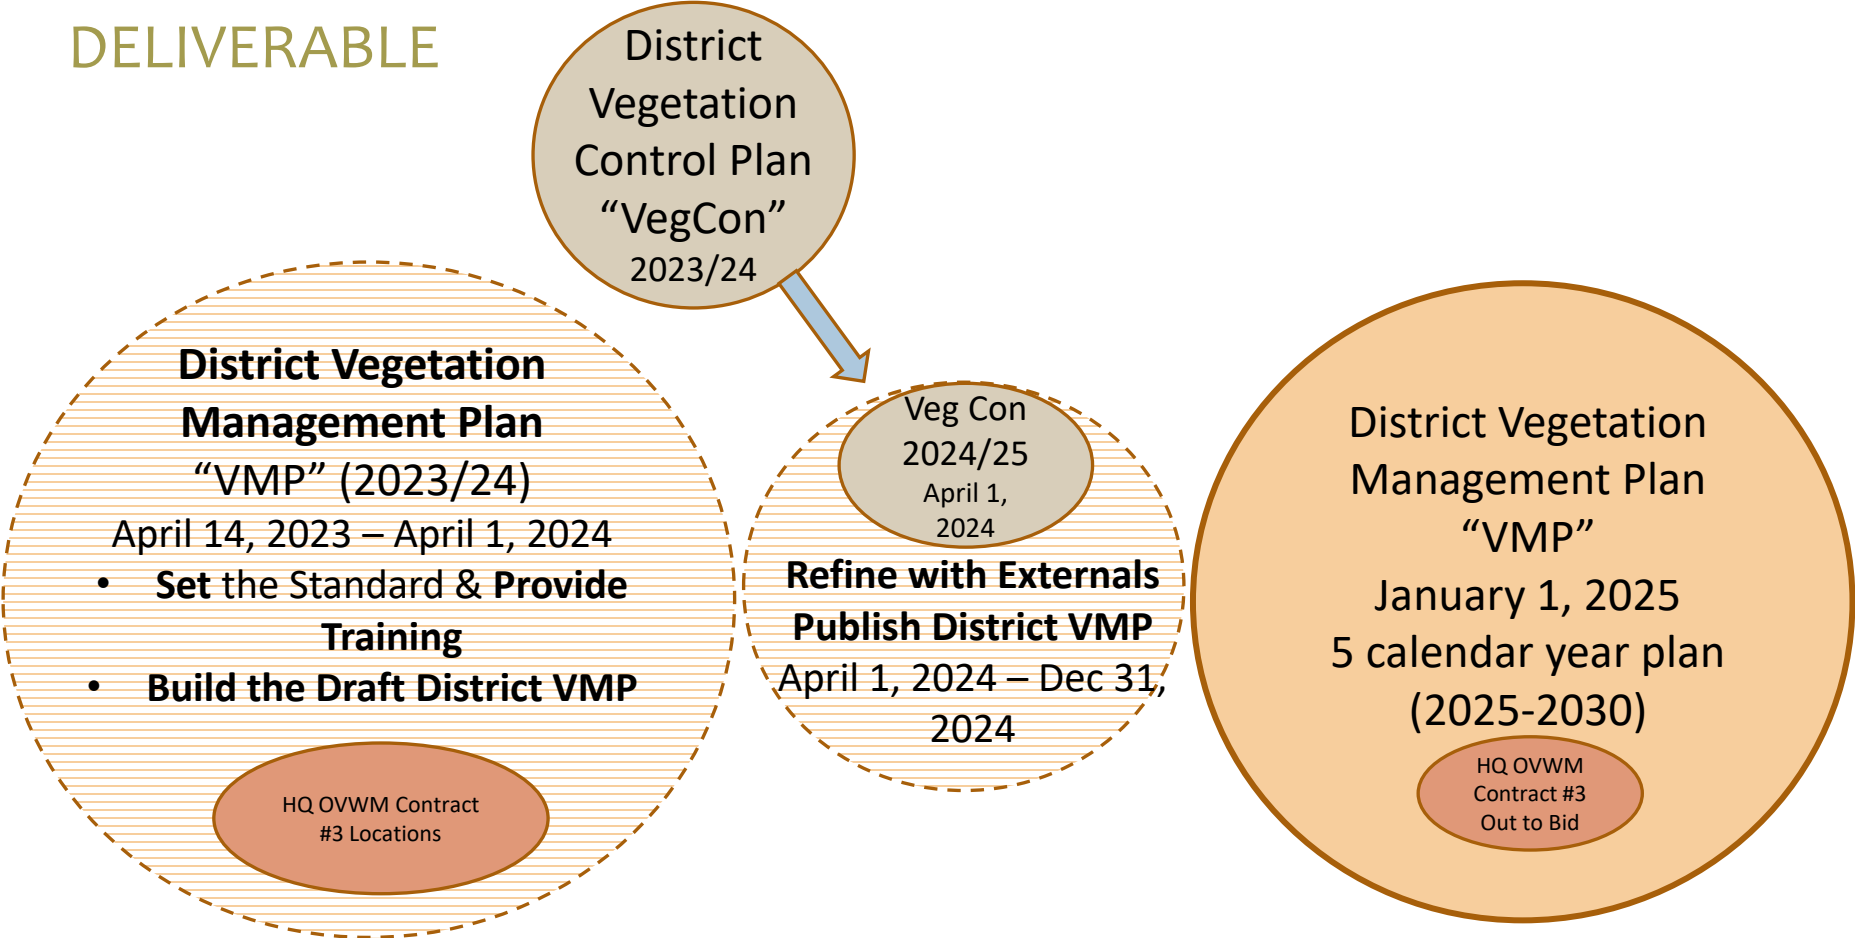 DELIVERABLE
District
Vegetation
Control Plan
“VegCon”
2023/24
District Vegetation
Management Plan
“VMP” (2023/24)
April 14, 2023 – April 1, 2024
• Set the Standard & Provide
Training
• Build the Draft District VMP
HQ OVWM Contract
#3 Locations
Veg Con
2024/25
April 1,
2024
Refine with Externals
Publish District VMP
April 1, 2024 – Dec 31,
2024
District Vegetation
Management Plan
“VMP”
January 1, 2025
5 calendar year plan
(2025-2030)
HQ OVWM
Contract #3
Out to Bid